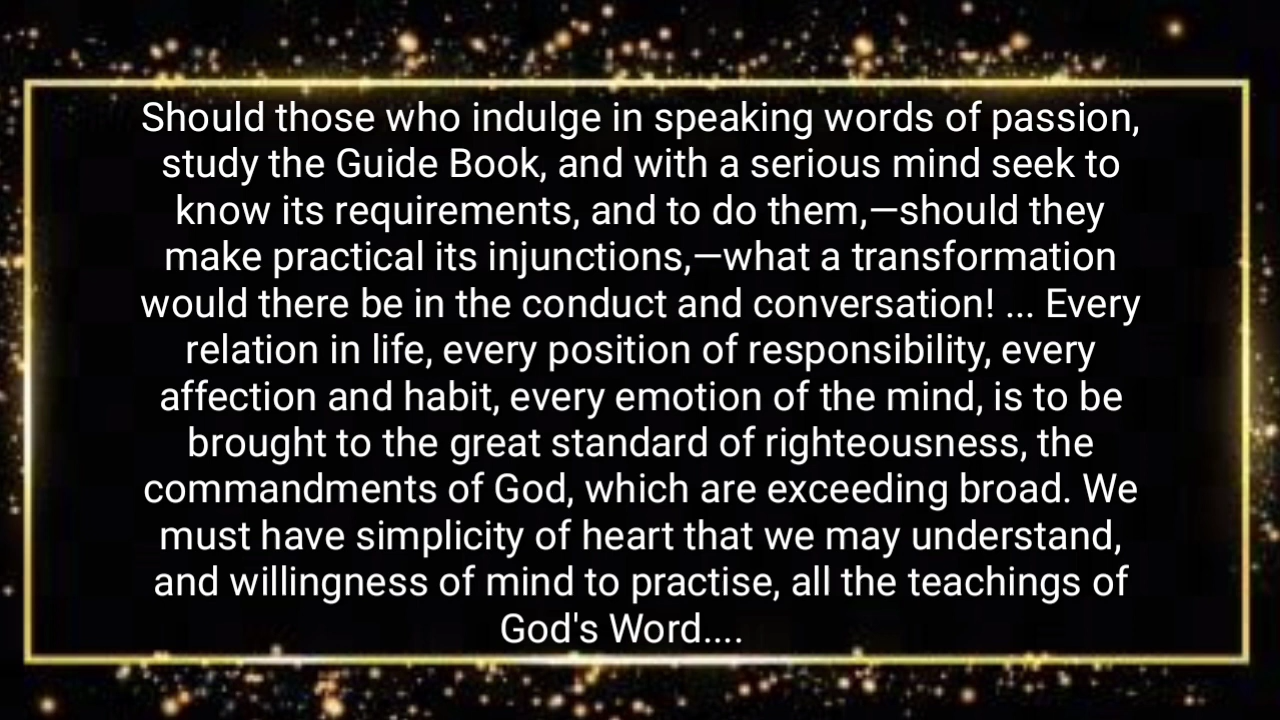 Should those who indulge in speaking words of passion,
study the Guide Book, and with a serious mind seek to
know its requirements, and to do them,—should they
make practical its injunctions,—what a transformation
would there be in the conduct and conversation! ... Every
relation in life, every position of responsibility, every
affection and habit, every emotion of the mind, is to be
brought to the great standard of righteousness, the
commandments of God, which are exceeding broad. We
must have simplicity of heart that we may understand,
and willingness of mind to practise, all the teachings of
God's Word....